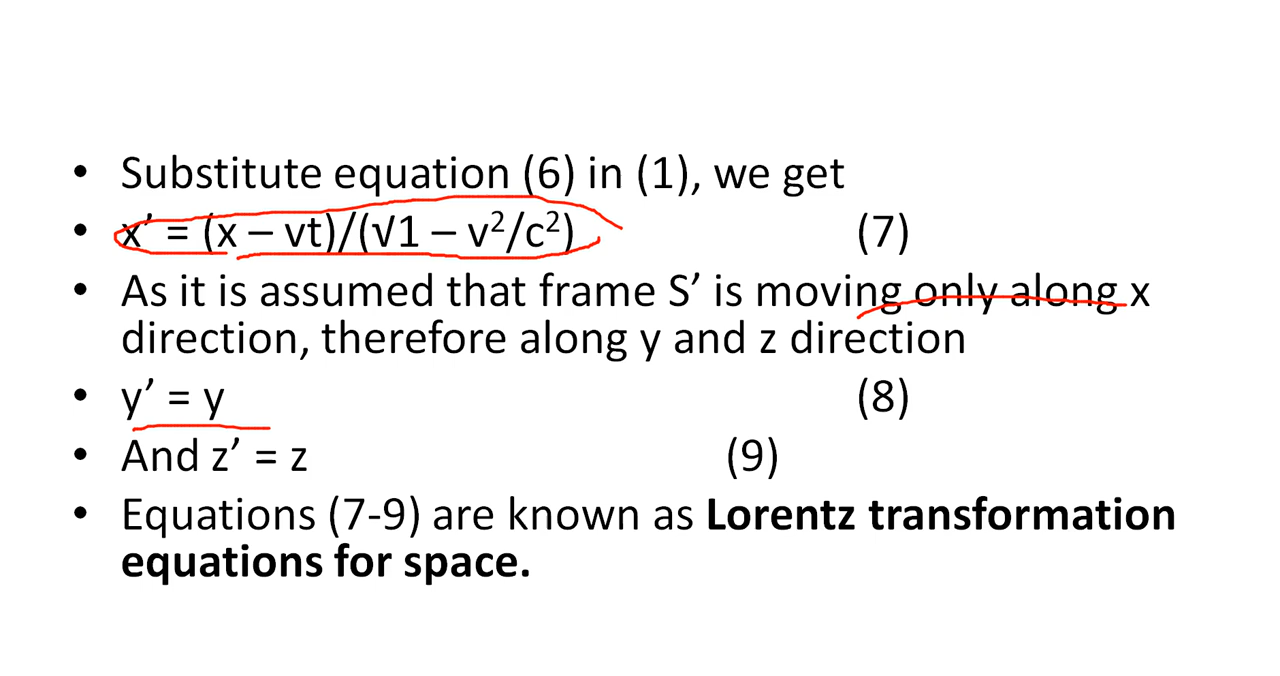 • Substitute equation (6) in (1), we get
• x’ = (x – vt)/(√1 – v²/c²) (7)
• As it is assumed that frame S’ is moving only along x
direction, therefore along y and z direction
• y’ = y (8)
• And z’ = z (9)
• Equations (7-9) are known as Lorentz transformation
equations for space.